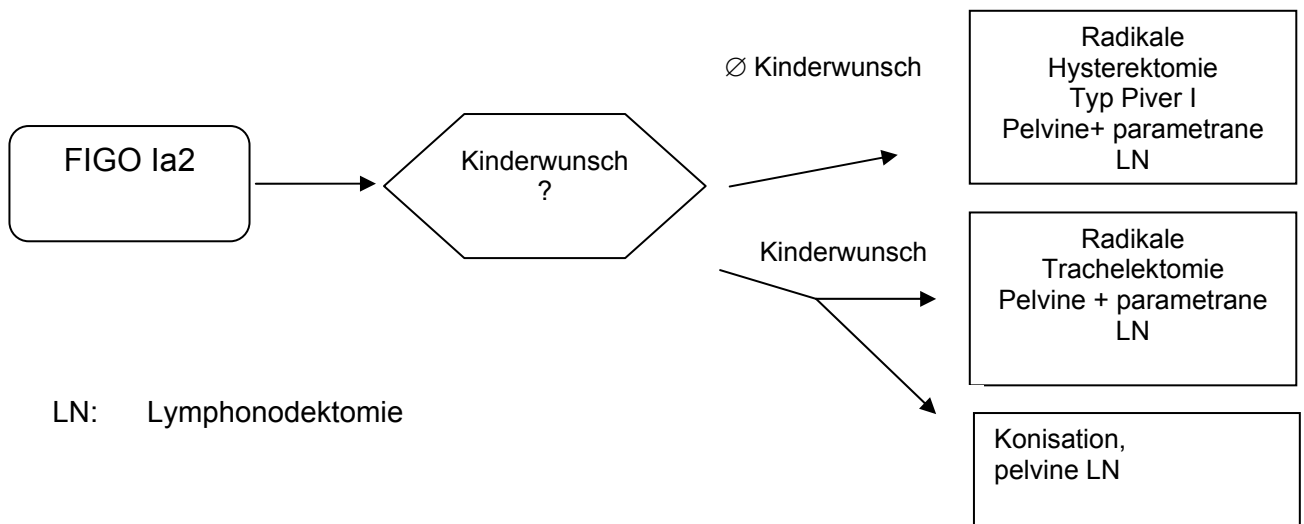 FIGO Ia2
Kinderwunsch
?
∅ Kinderwunsch
Radikale
Hysterektomie
Typ Piver I
Pelvine+ parametrane
LN
Kinderwunsch
Radikale
Trachelektomie
Pelvine + parametrane
LN
Konisation,
pelvine LN
LN: Lymphonodektomie